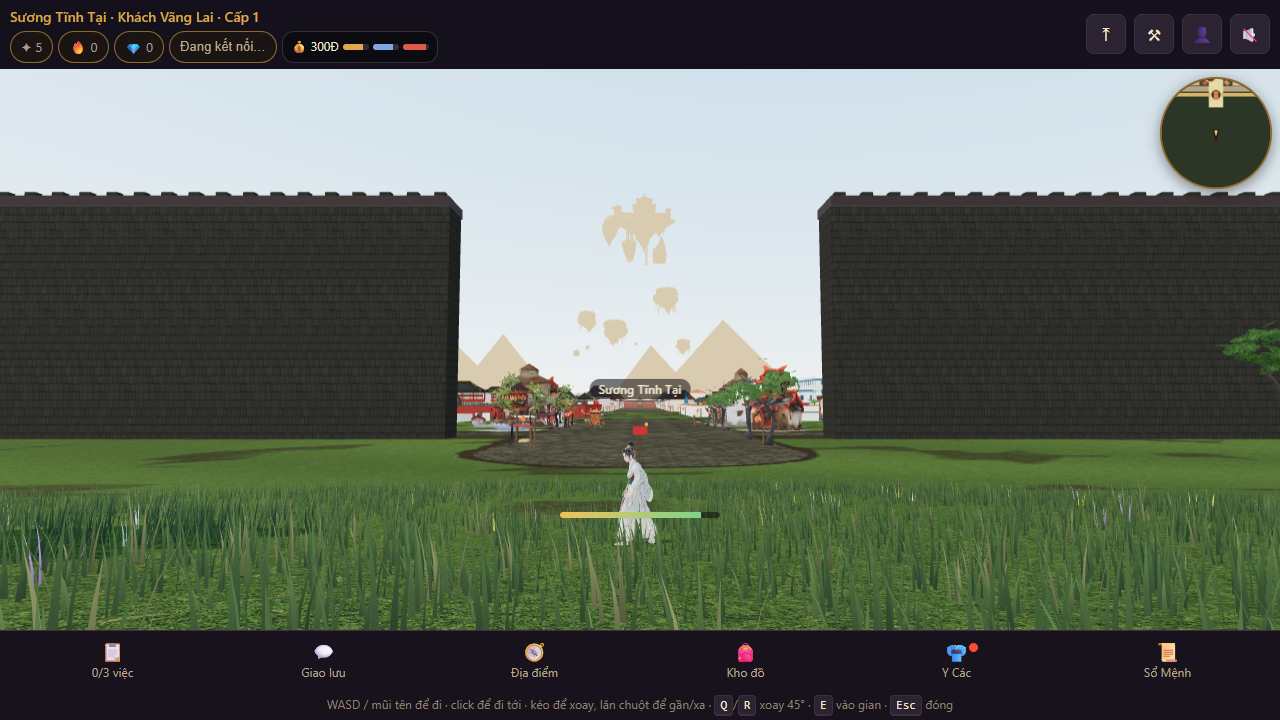 Sương Tĩnh Tại · Khách Vãng Lai · Cấp 1
5 0 0 Đang kết nối... 300Đ
Sương Tĩnh Tại
0/3 việc Giao lưu Địa điểm Kho đồ Y Các Sổ Mệnh
WASD / mũi tên để đi · click để đi tới · kéo để xoay, lăn chuột để gần/xa · Q/R xoay 45° · E vào gian · Esc đóng